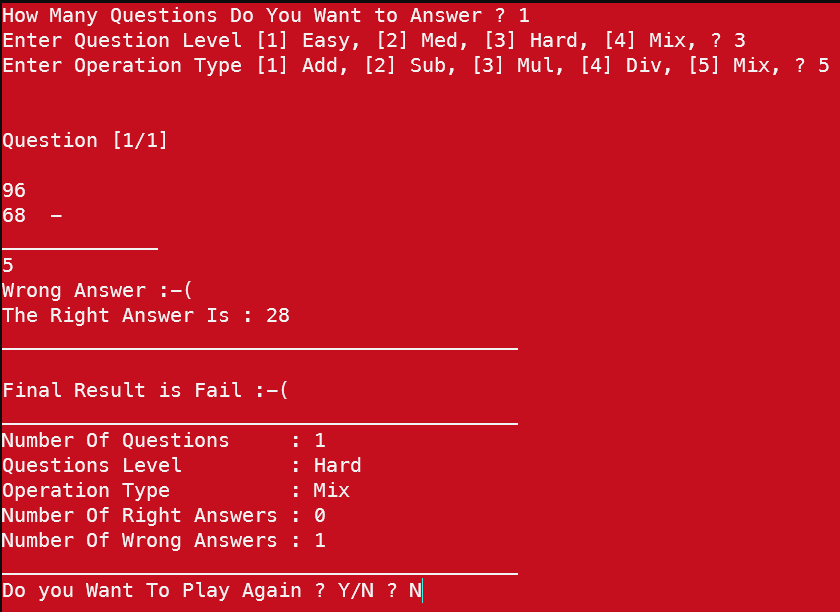 How Many Questions Do You Want to Answer ? 1
Enter Question Level [1] Easy, [2] Med, [3] Hard, [4] Mix, ? 3
Enter Operation Type [1] Add, [2] Sub, [3] Mul, [4] Div, [5] Mix, ? 5
Question [1/1]
96
68  -
_____________
5
Wrong Answer :-(
The Right Answer Is : 28
___________________________________________
Final Result is Fail :-(
___________________________________________
Number Of Questions     : 1
Questions Level         : Hard
Operation Type          : Mix
Number Of Right Answers : 0
Number Of Wrong Answers : 1
___________________________________________
Do you Want To Play Again ? Y/N ? N